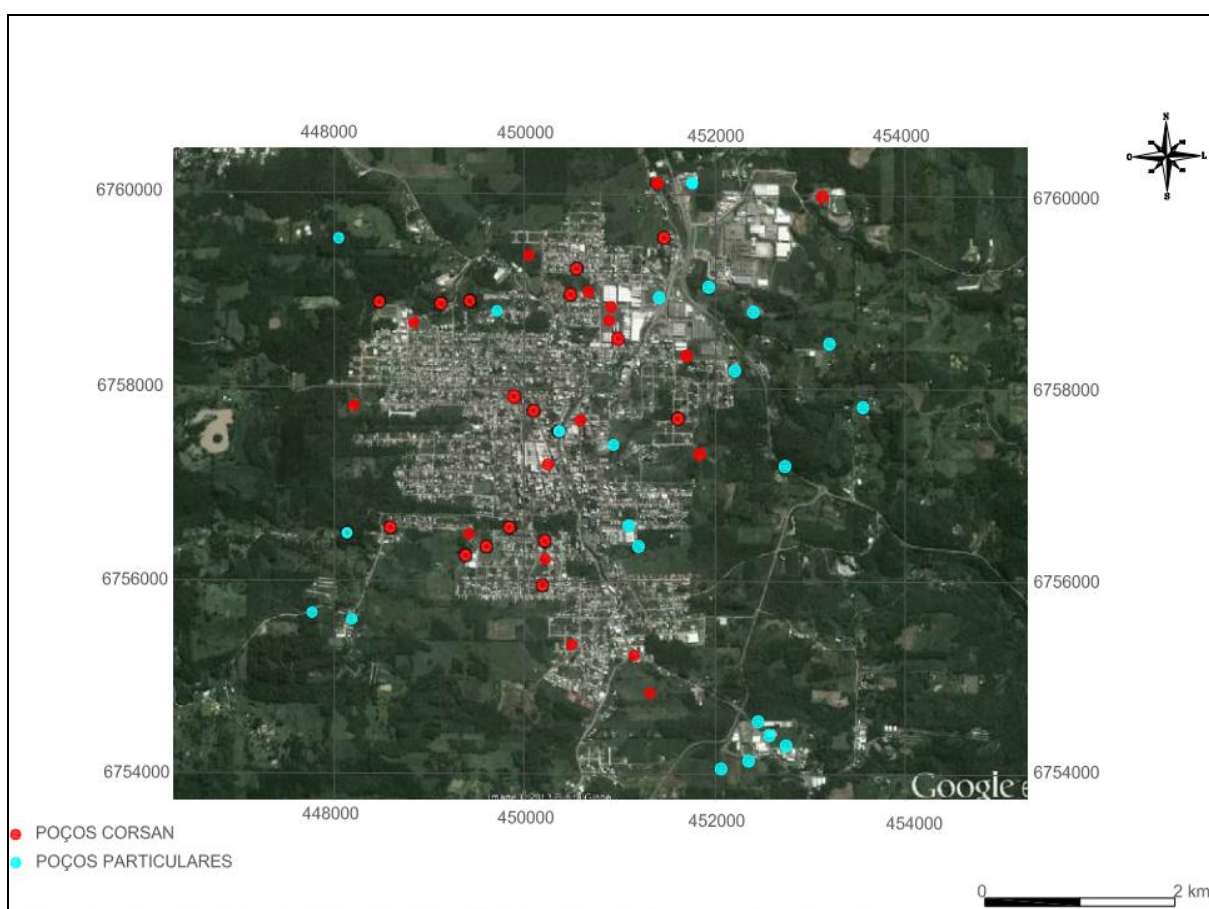 448000 450000 452000 454000
N
O L
S
6760000 6760000
6758000 6758000
6756000 6756000
6754000 6754000
Google e
448000 450000 452000 454000
POÇOS CORSAN
POÇOS PARTICULARES
0 2 km